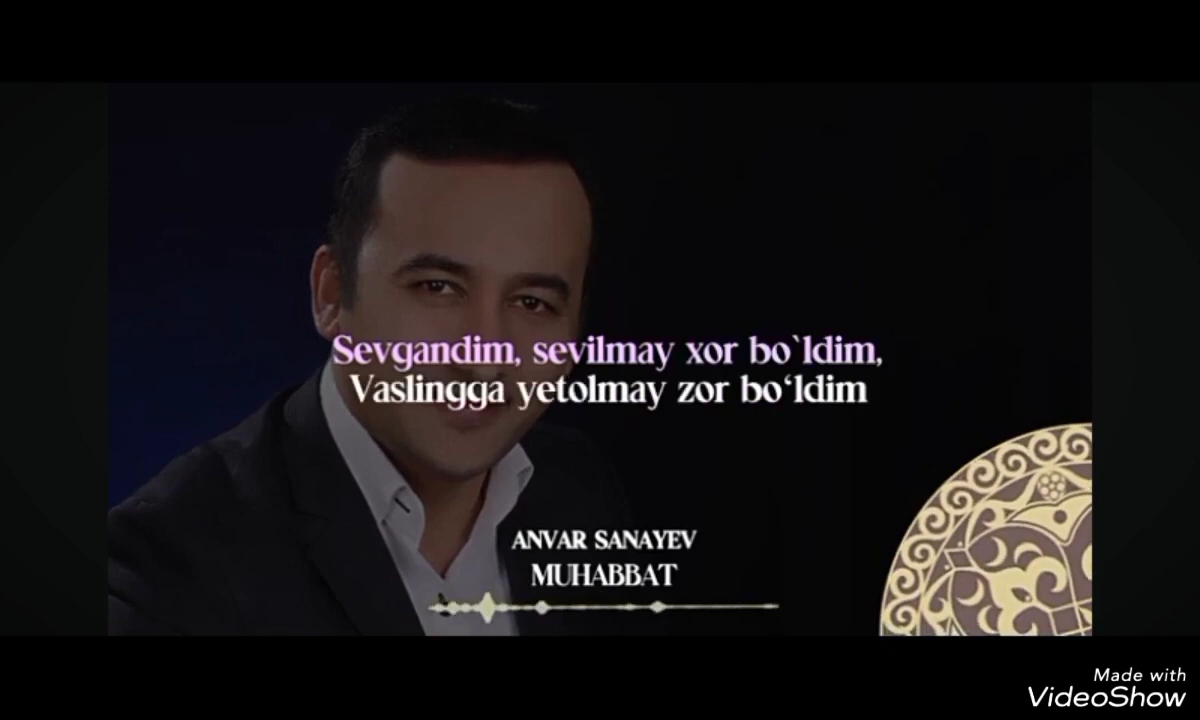 Sevgandim, sevilmay xor bo`ldim,
Vaslingga yetolmay zor bo‘ldim
ANVAR SANAYEV
MUHABBAT
Made with
VideoShow